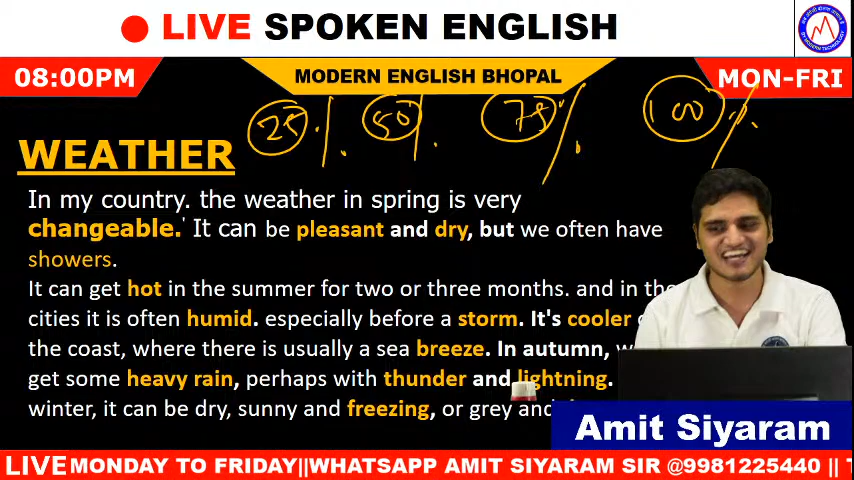 LIVE SPOKEN ENGLISH
08:00PM
MODERN ENGLISH BHOPAL
MON-FRI
25% 50% 75% 100%
WEATHER
In my country. the weather in spring is very
changeable.' It can be pleasant and dry, but we often have
showers.
It can get hot in the summer for two or three months. and in the
cities it is often humid. especially before a storm. It's cooler
the coast, where there is usually a sea breeze. In autumn,
get some heavy rain, perhaps with thunder and lightning.
winter, it can be dry, sunny and freezing, or grey and
Amit Siyaram
LIVE MONDAY TO FRIDAY||WHATSAPP AMIT SIYARAM SIR @9981225440 ||